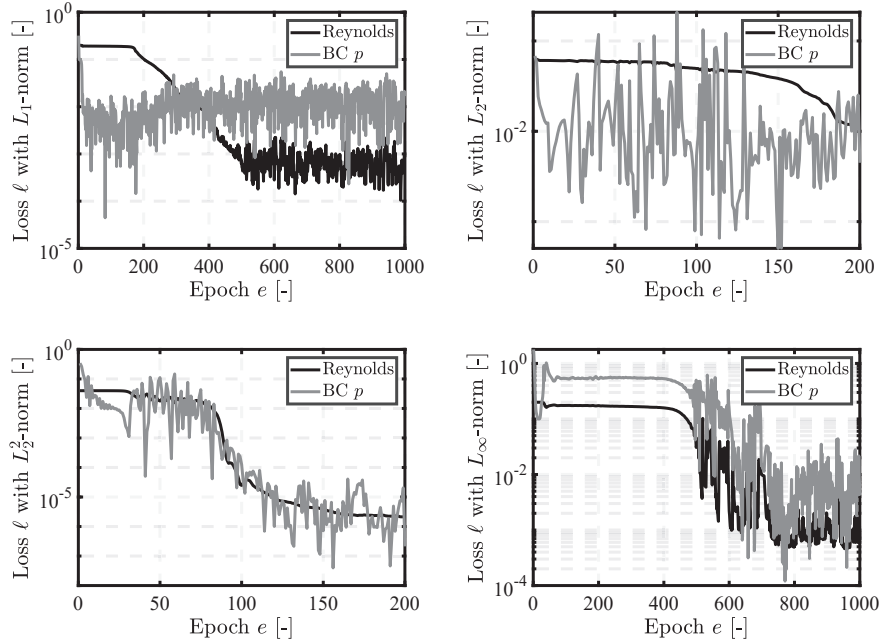 10^0
10^-5
Loss ℓ with L_1-norm [-]
Reynolds
BC p
0 200 400 600 800 1000
Epoch e [-]
10^-2
Loss ℓ with L_2-norm [-]
Reynolds
BC p
0 50 100 150 200
Epoch e [-]
10^0
10^-5
Loss ℓ with L_2^2-norm [-]
Reynolds
BC p
0 50 100 150 200
Epoch e [-]
10^0
10^-2
10^-4
Loss ℓ with L_∞-norm [-]
Reynolds
BC p
0 200 400 600 800 1000
Epoch e [-]